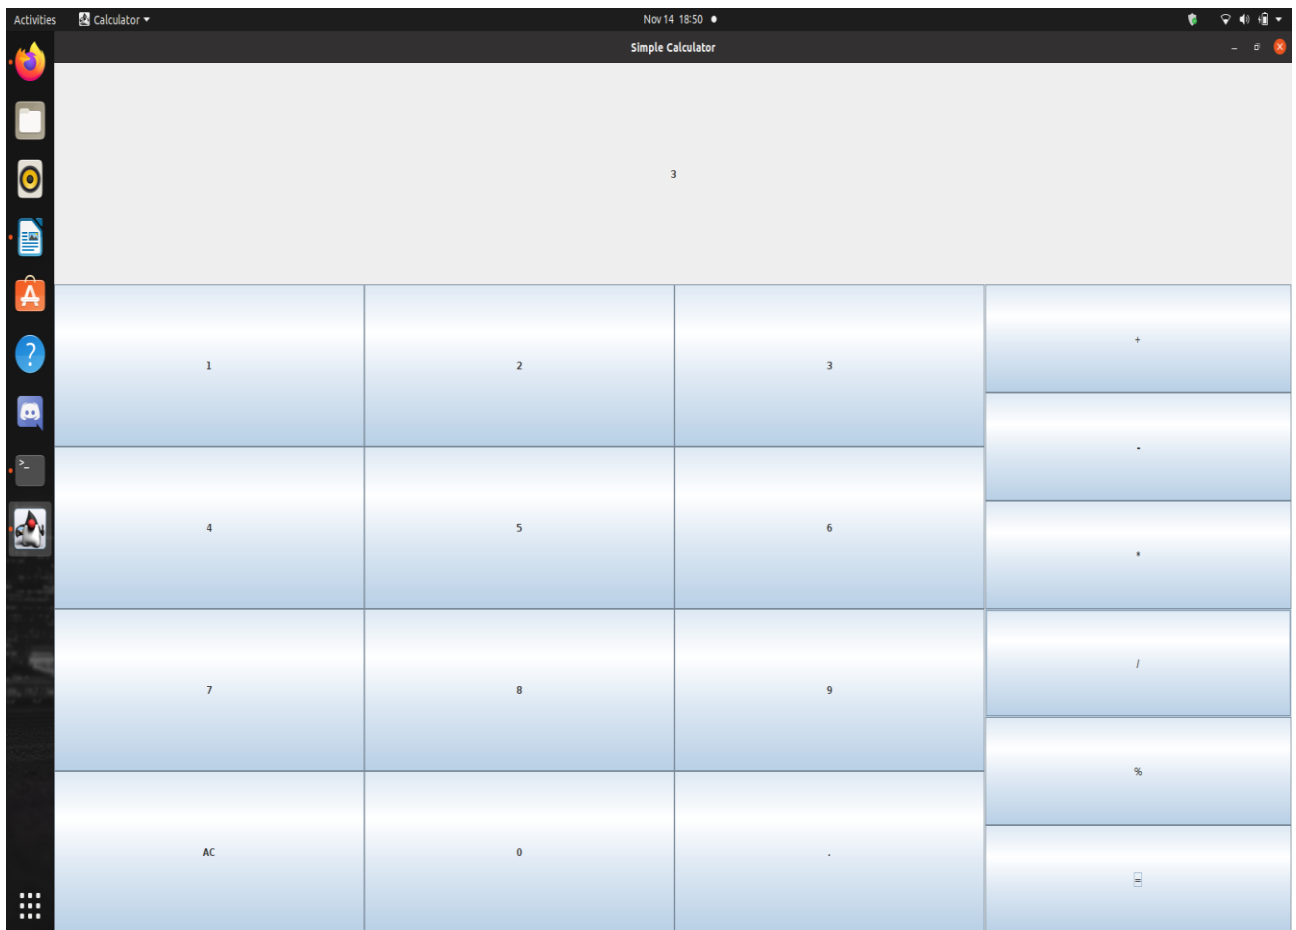 Activities Calculator Nov 14 18:50
Simple Calculator
3
1 2 3 +
-
4 5 6 *
7 8 9 /
%
AC 0 . =